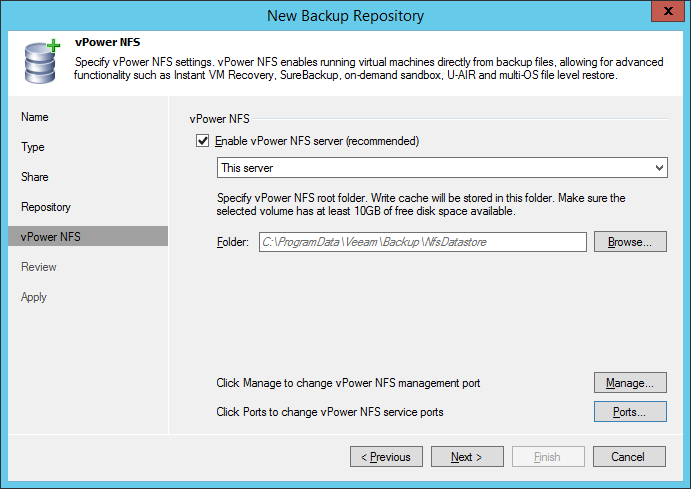 New Backup Repository
vPower NFS
Specify vPower NFS settings. vPower NFS enables running virtual machines directly from backup files, allowing for advanced
functionality such as Instant VM Recovery, SureBackup, on-demand sandbox, U-AIR and multi-OS file level restore.
Name
Type
Share
Repository
vPower NFS
Review
Apply
vPower NFS
Enable vPower NFS server (recommended)
This server
Specify vPower NFS root folder. Write cache will be stored in this folder. Make sure the
selected volume has at least 10GB of free disk space available.
Folder: C:\ProgramData\Veeam\Backup\NfsDatastore Browse...
Click Manage to change vPower NFS management port Manage...
Click Ports to change vPower NFS service ports Ports...
< Previous Next > Finish Cancel